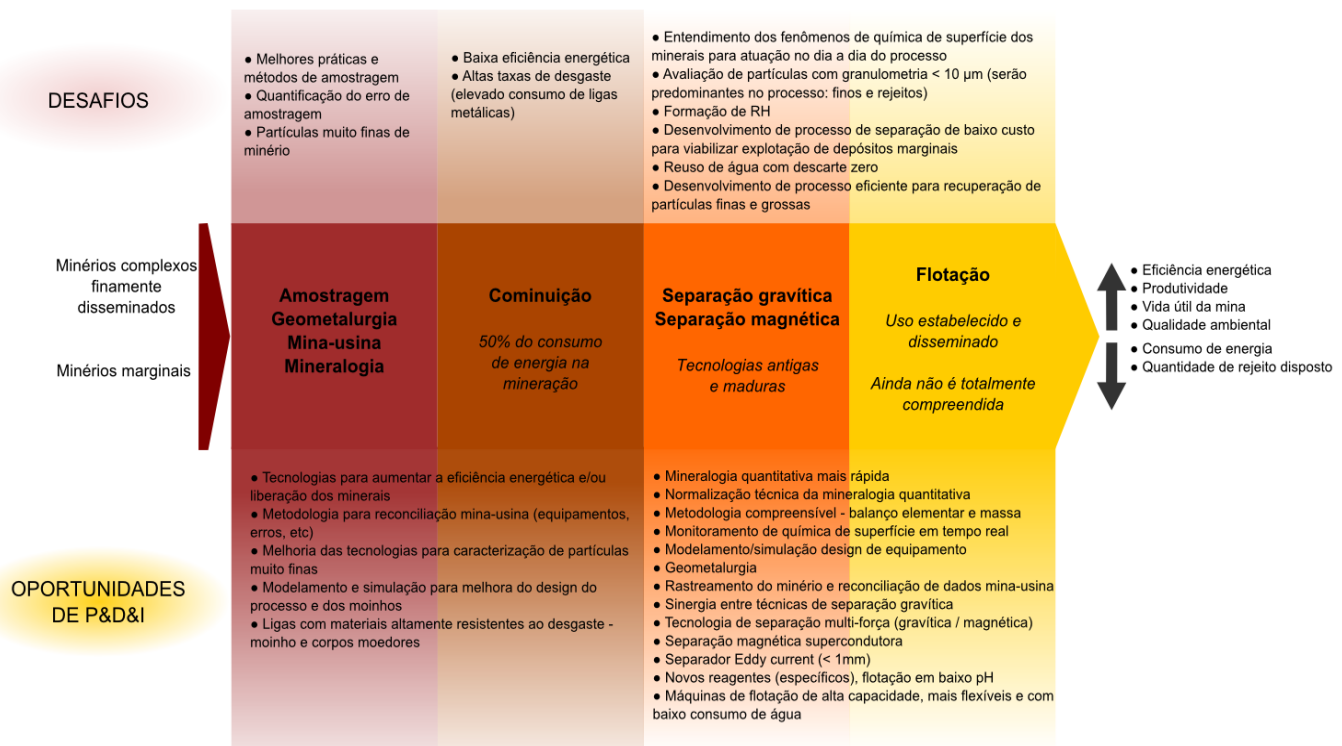 DESAFIOS
● Melhores práticas e
métodos de amostragem
● Quantificação do erro de
amostragem
● Partículas muito finas de
minério
● Baixa eficiência energética
● Altas taxas de desgaste
(elevado consumo de ligas
metálicas)
● Entendimento dos fenômenos de química de superfície dos
minerais para atuação no dia a dia do processo
● Avaliação de partículas com granulometria < 10 µm (serão
predominantes no processo: finos e rejeitos)
● Formação de RH
● Desenvolvimento de processo de separação de baixo custo
para viabilizar explotação de depósitos marginais
● Reuso de água com descarte zero
● Desenvolvimento de processo eficiente para recuperação de
partículas finas e grossas
Minérios complexos
finamente
disseminados
Minérios marginais
Amostragem
Geometalurgia
Mina-usina
Mineralogia
Cominuição
50% do consumo
de energia na
mineração
Separação gravítica
Separação magnética
Tecnologias antigas
e maduras
Flotação
Uso estabelecido e
disseminado
Ainda não é totalmente
compreendida
● Eficiência energética
● Produtividade
● Vida útil da mina
● Qualidade ambiental
● Consumo de energia
● Quantidade de rejeito disposto
OPORTUNIDADES
DE P&D&I
● Tecnologias para aumentar a eficiência energética e/ou
liberação dos minerais
● Metodologia para reconciliação mina-usina (equipamentos,
erros, etc)
● Melhoria das tecnologias para caracterização de partículas
muito finas
● Modelamento e simulação para melhora do design do
processo e dos moinhos
● Ligas com materiais altamente resistentes ao desgaste -
moinho e corpos moedores
● Mineralogia quantitativa mais rápida
● Normalização técnica da mineralogia quantitativa
● Metodologia compreensível - balanço elementar e massa
● Monitoramento de química de superfície em tempo real
● Modelamento/simulação design de equipamento
● Geometalurgia
● Rastreamento do minério e reconciliação de dados mina-usina
● Sinergia entre técnicas de separação gravítica
● Tecnologia de separação multi-força (gravítica / magnética)
● Separação magnética supercondutora
● Separador Eddy current (< 1mm)
● Novos reagentes (específicos), flotação em baixo pH
● Máquinas de flotação de alta capacidade, mais flexíveis e com
baixo consumo de água